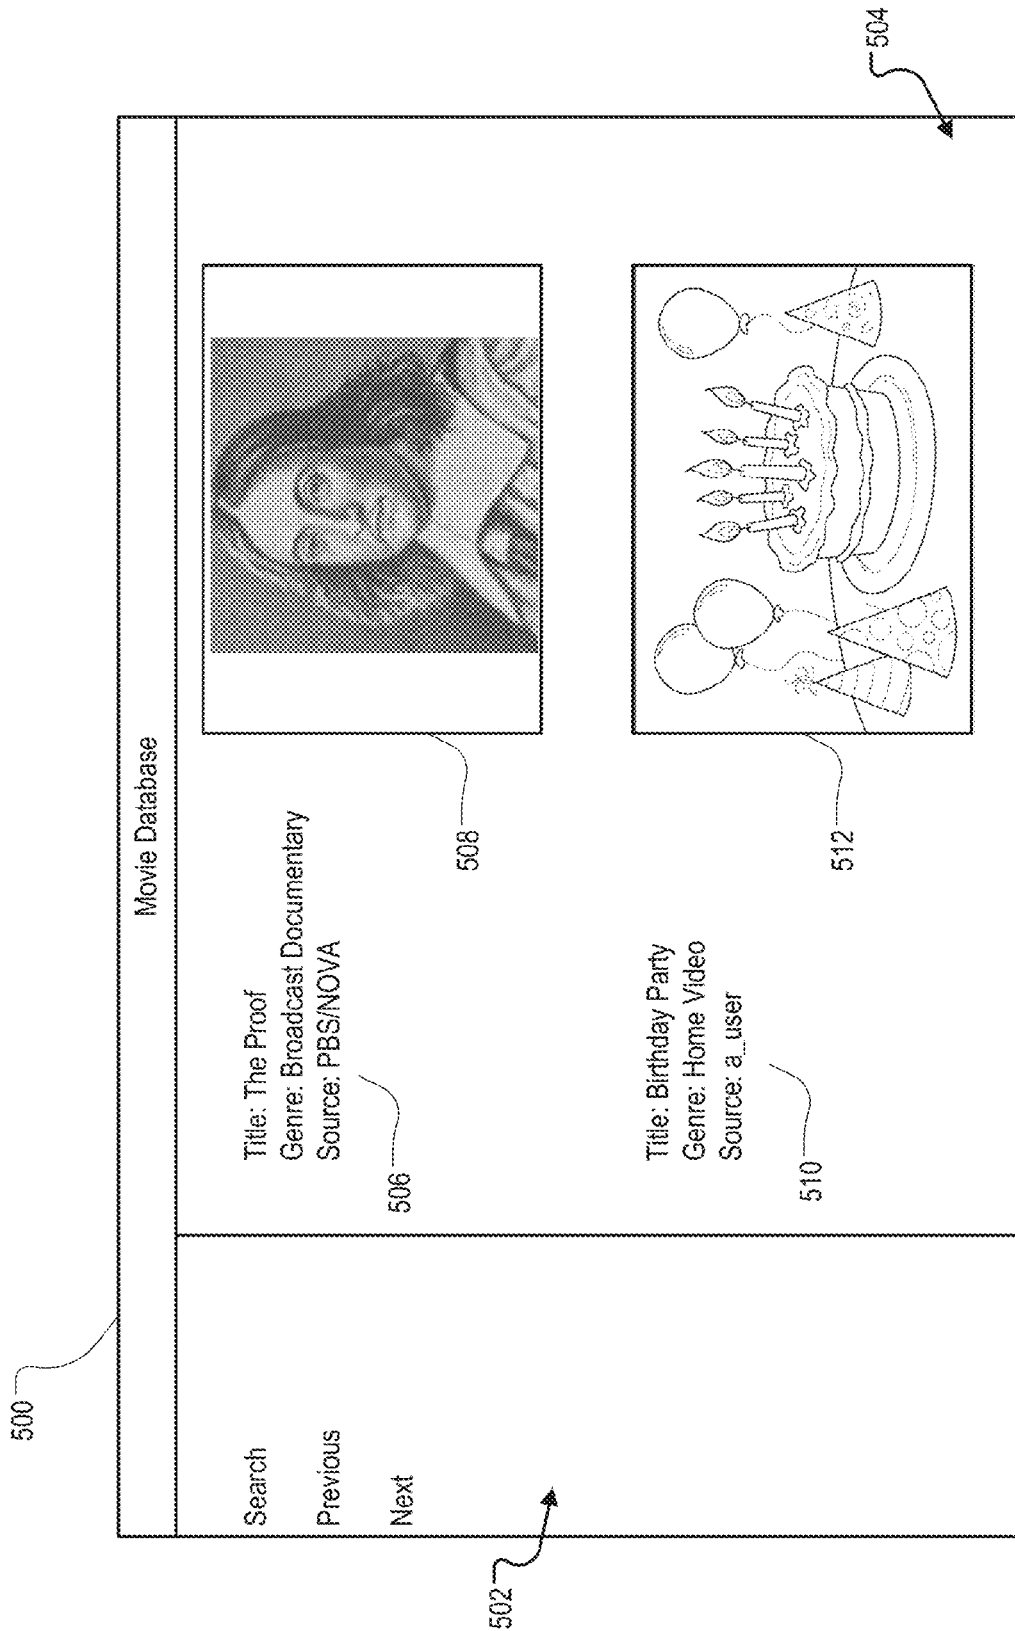 500
Movie Database
504
Search
Previous
Next
502
Title: The Proof
Genre: Broadcast Documentary
Source: PBS/NOVA
506
508
Title: Birthday Party
Genre: Home Video
Source: a_user
510
512